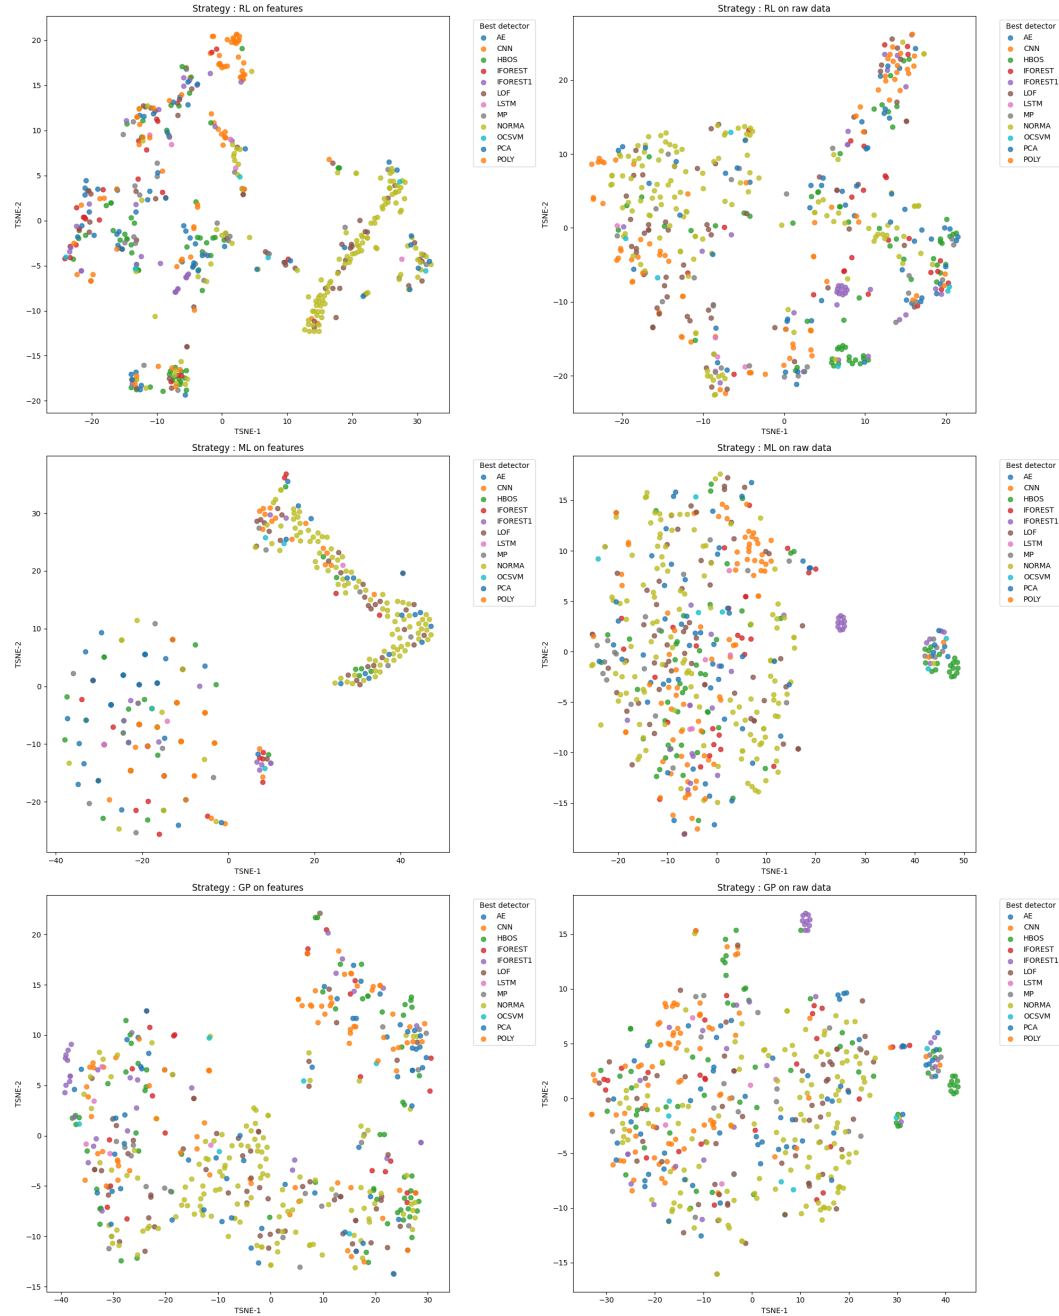 Strategy : RL on features
20
15
10
5
0
−5
−10
−15
−20
TSNE-2
−20
−10
0
10
20
30
TSNE-1
Best detector
AE
CNN
HBOS
IFOREST
IFOREST1
LOF
LSTM
MP
NORMA
OCSVM
PCA
POLY
Strategy : RL on raw data
20
10
0
−10
−20
TSNE-2
−20
−10
0
10
20
TSNE-1
Best detector
AE
CNN
HBOS
IFOREST
IFOREST1
LOF
LSTM
MP
NORMA
OCSVM
PCA
POLY
Strategy : ML on features
30
20
10
0
−10
−20
TSNE-2
−40
−20
0
20
40
TSNE-1
Best detector
AE
CNN
HBOS
IFOREST
IFOREST1
LOF
LSTM
MP
NORMA
OCSVM
PCA
POLY
Strategy : ML on raw data
15
10
5
0
−5
−10
−15
TSNE-2
−20
−10
0
10
20
30
40
50
TSNE-1
Best detector
AE
CNN
HBOS
IFOREST
IFOREST1
LOF
LSTM
MP
NORMA
OCSVM
PCA
POLY
Strategy : GP on features
20
15
10
5
0
−5
−10
−15
TSNE-2
−40
−30
−20
−10
0
10
20
30
TSNE-1
Best detector
AE
CNN
HBOS
IFOREST
IFOREST1
LOF
LSTM
MP
NORMA
OCSVM
PCA
POLY
Strategy : GP on raw data
15
10
5
0
−5
−10
−15
TSNE-2
−30
−20
−10
0
10
20
30
40
TSNE-1
Best detector
AE
CNN
HBOS
IFOREST
IFOREST1
LOF
LSTM
MP
NORMA
OCSVM
PCA
POLY